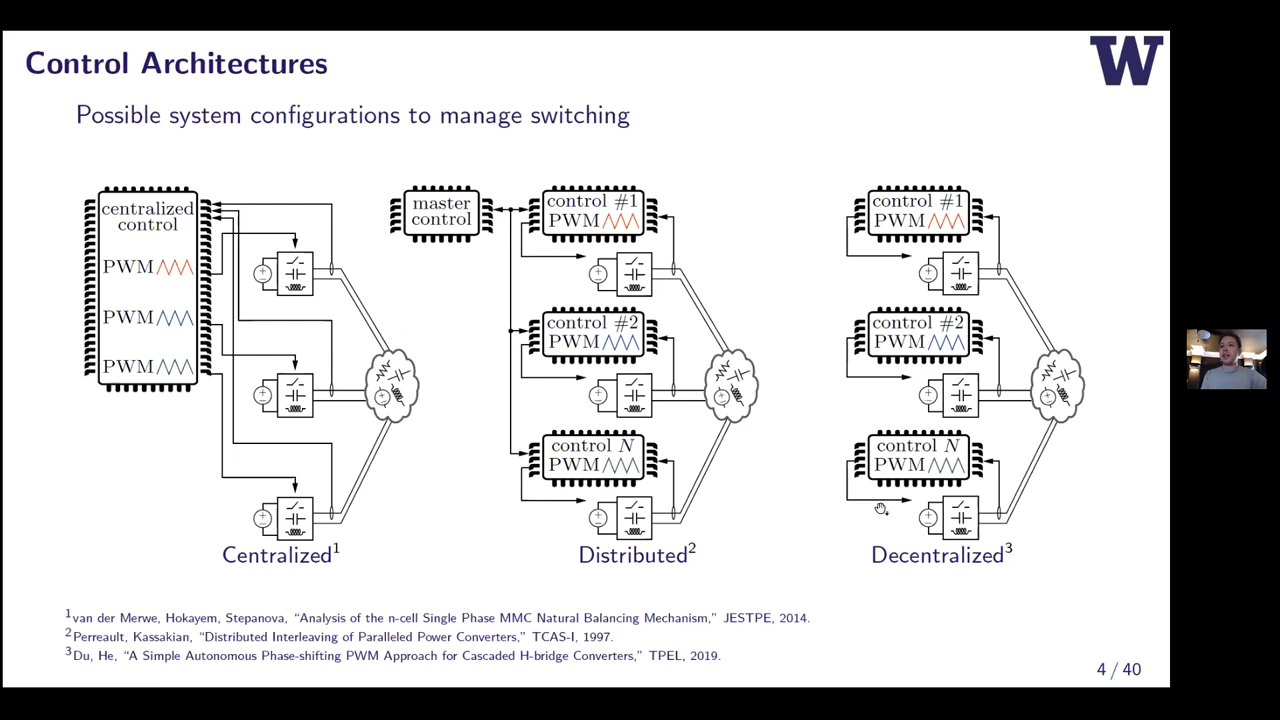 Control Architectures
W
Possible system configurations to manage switching
centralized
control
PWM
PWM
PWM
master
control
control #1
PWM
control #2
PWM
control N
PWM
control #1
PWM
control #2
PWM
control N
PWM
Centralized1
Distributed2
Decentralized3
1van der Merwe, Hokayem, Stepanova, “Analysis of the n-cell Single Phase MMC Natural Balancing Mechanism,” JESTPE, 2014.
2Perreault, Kassakian, “Distributed Interleaving of Paralleled Power Converters,” TCAS-I, 1997.
3Du, He, “A Simple Autonomous Phase-shifting PWM Approach for Cascaded H-bridge Converters,” TPEL, 2019.
4 / 40